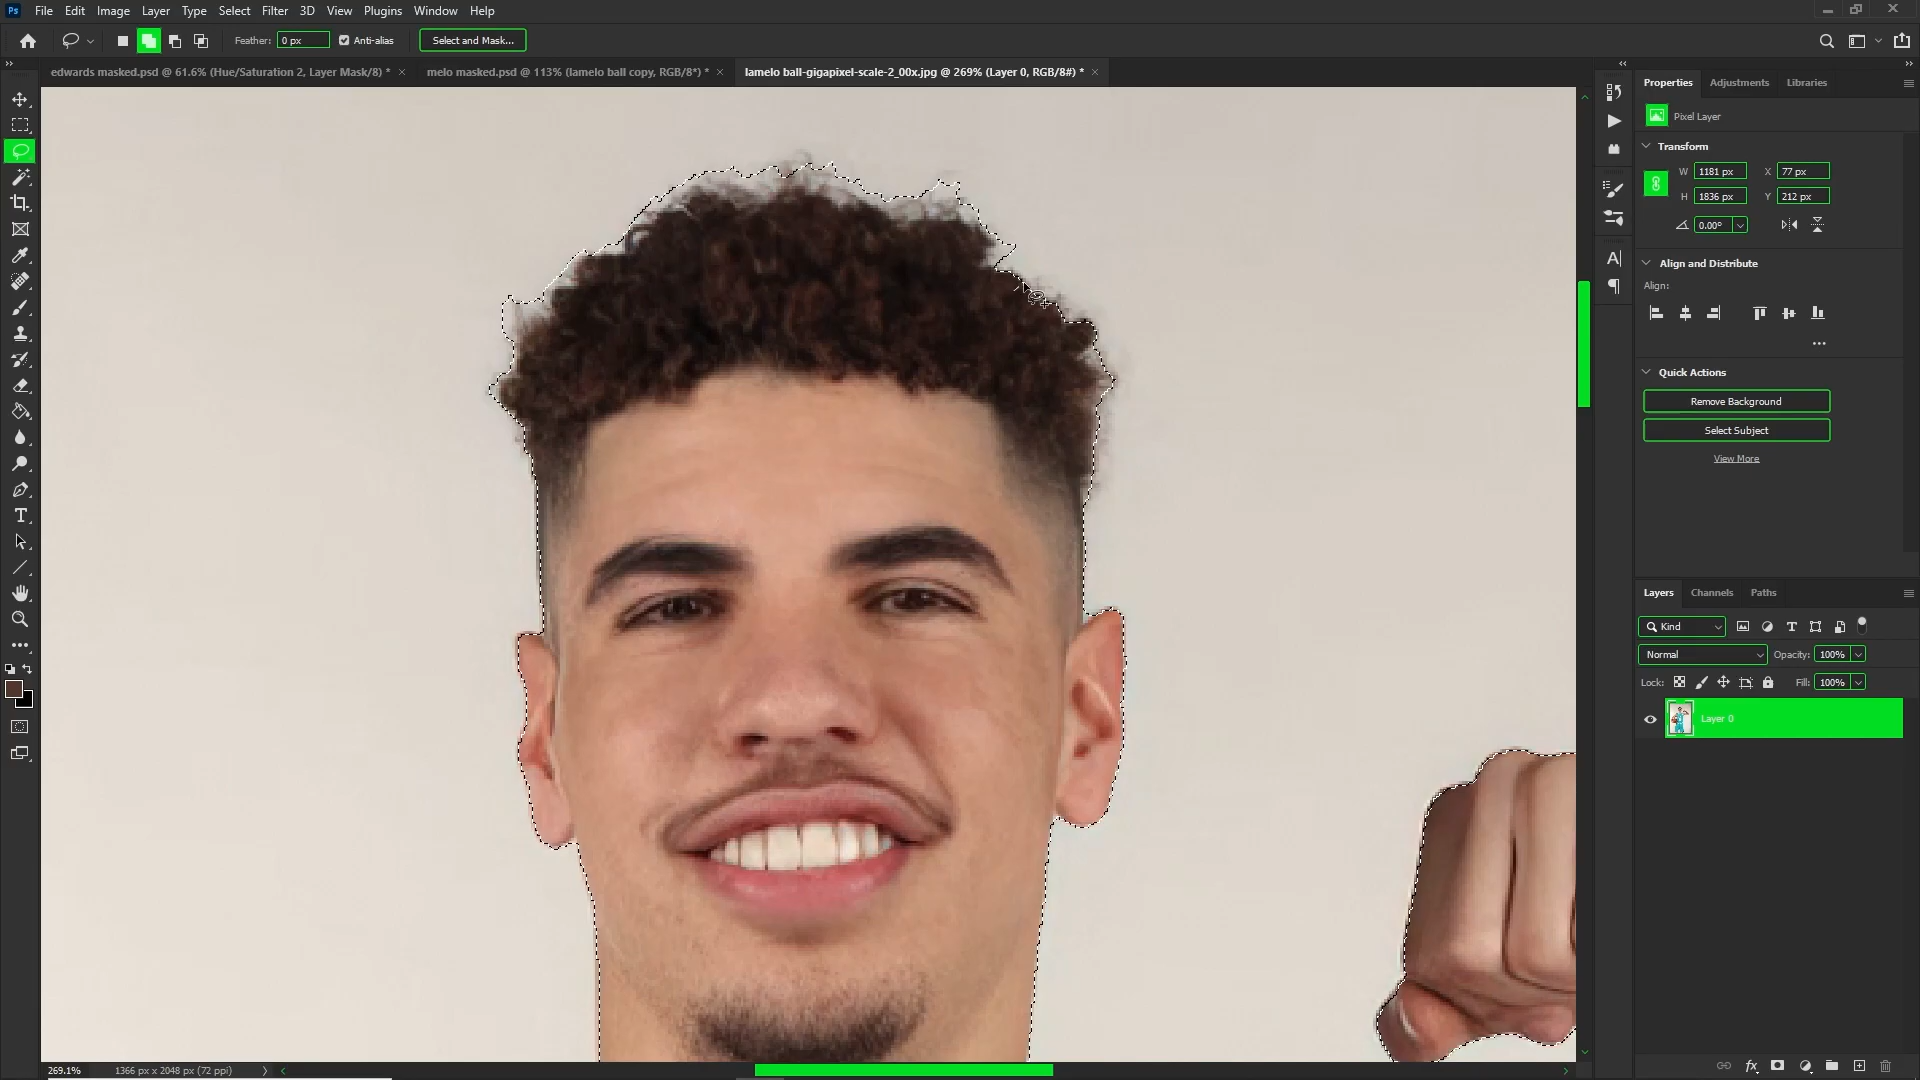 Ps File Edit Image Layer Type Select Filter 3D View Plugins Window Help
Feather: 0 px Anti-alias Select and Mask...
edwards masked.psd @ 61.6% (Hue/Saturation 2, Layer Mask/8) * × melo masked.psd @ 113% (lamelo ball copy, RGB/8*) * × lamelo ball-gigapixel-scale-2_00x.jpg @ 269% (Layer 0, RGB/8#) * ×
Properties Adjustments Libraries
Pixel Layer
Transform
W 1181 px X 77 px
H 1836 px Y 212 px
0.00°
Align and Distribute
Align:
Quick Actions
Remove Background
Select Subject
View More
Layers Channels Paths
Kind
Normal Opacity: 100%
Lock: Fill: 100%
Layer 0
fx
269.1% 1366 px x 2048 px (72 ppi)